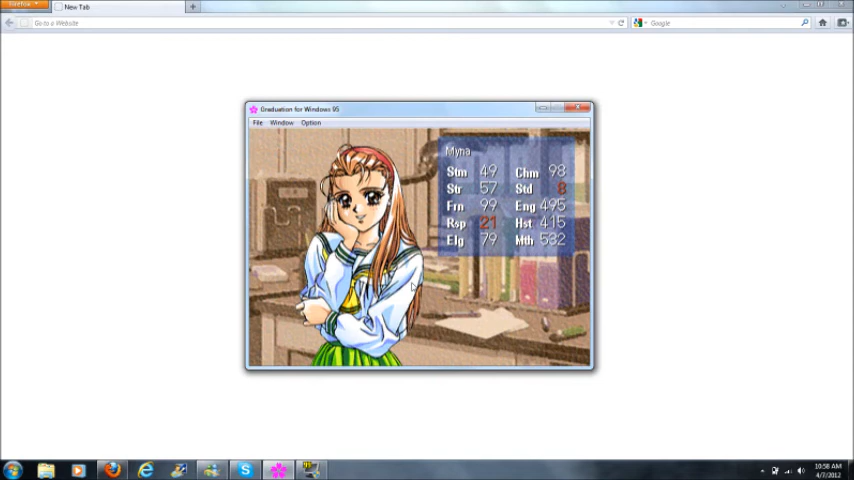 Firefox
New Tab
Go to a Website
Google
Graduation for Windows 95
File Window Option
Myna
Stm 49 Chm 98
Str 57 Std 8
Frn 99 Eng 495
Rsp 21 Hst 415
Elg 79 Mth 532
10:58 AM
4/7/2012